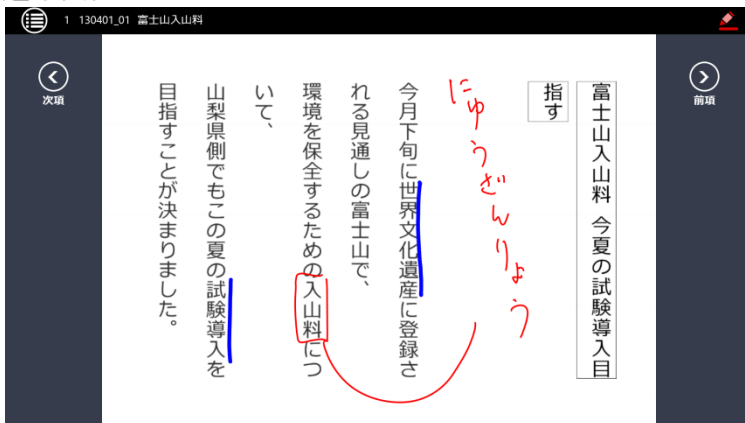 1 130401_01 富士山入山料
次項
前項
富士山入山料 今夏の試験導入目
指す
にゅうざんりょう
今月下旬に世界文化遺産に登録さ
れる見通しの富士山で、
環境を保全するための入山料につ
いて、
山梨県側でもこの夏の試験導入を
目指すことが決まりました。